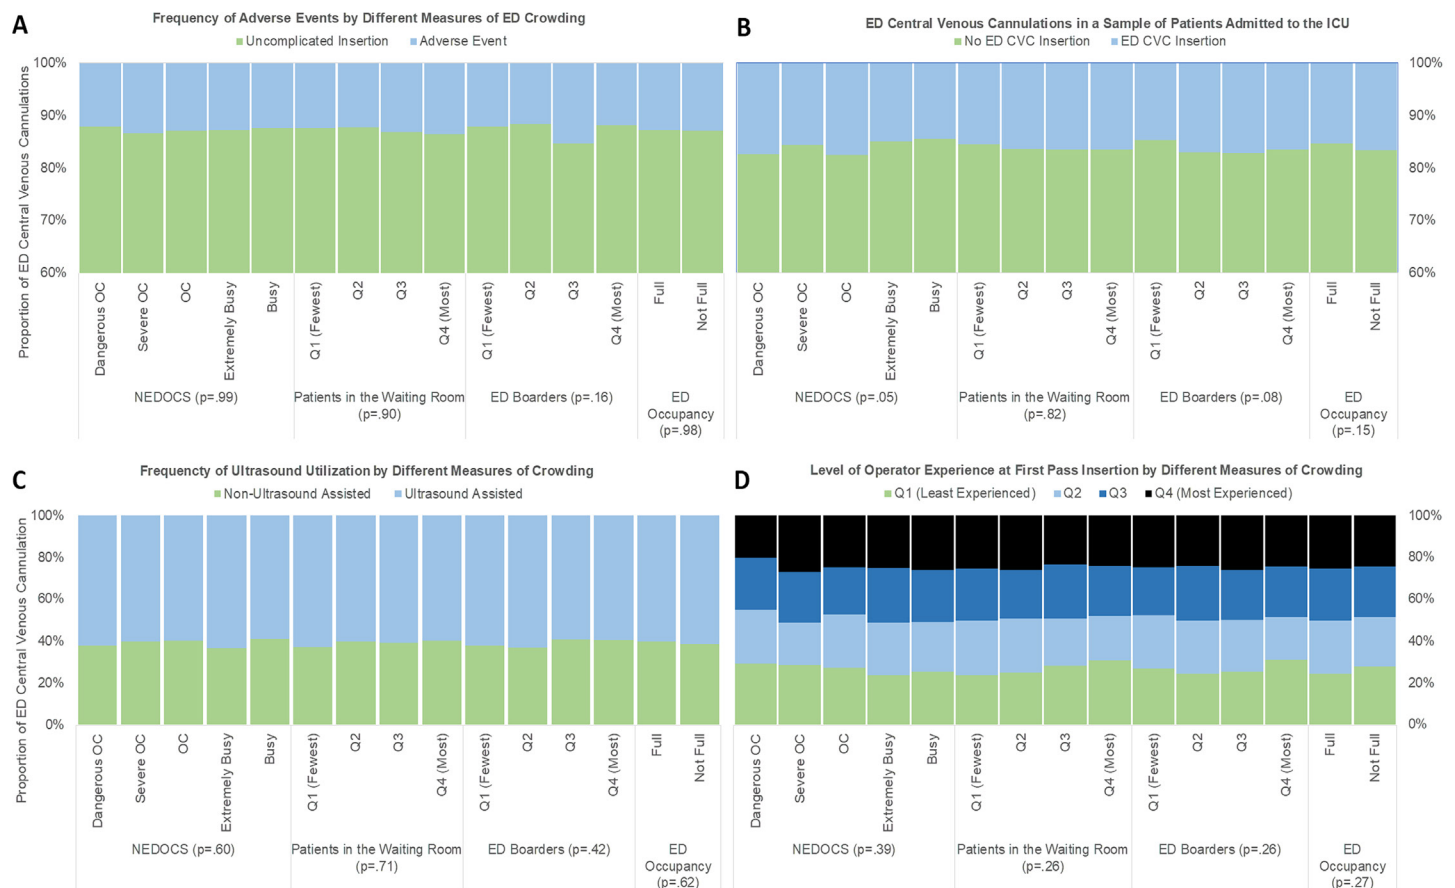 A
Frequency of Adverse Events by Different Measures of ED Crowding
Uncomplicated Insertion Adverse Event
Proportion of ED Central Venous Cannulations
100%
90%
80%
70%
60%
Dangerous OC
Severe OC
OC
Extremely Busy
Busy
Q1 (Fewest)
Q2
Q3
Q4 (Most)
Q1 (Fewest)
Q2
Q3
Q4 (Most)
Full
Not Full
NEDOCS (p=.99)
Patients in the Waiting Room
(p=.90)
ED Boarders (p=.16)
ED
Occupancy
(p=.98)
B
ED Central Venous Cannulations in a Sample of Patients Admitted to the ICU
No ED CVC Insertion ED CVC Insertion
100%
90%
80%
70%
60%
Dangerous OC
Severe OC
OC
Extremely Busy
Busy
Q1 (Fewest)
Q2
Q3
Q4 (Most)
Q1 (Fewest)
Q2
Q3
Q4 (Most)
Full
Not Full
NEDOCS (p=.05)
Patients in the Waiting Room
(p=.82)
ED Boarders (p=.08)
ED
Occupancy
(p=.15)
C
Frequencty of Ultrasound Utilization by Different Measures of Crowding
Non-Ultrasound Assisted Ultrasound Assisted
Proportion of ED Central Venous Cannulation
100%
80%
60%
40%
20%
0%
Dangerous OC
Severe OC
OC
Extremely Busy
Busy
Q1 (Fewest)
Q2
Q3
Q4 (Most)
Q1 (Fewest)
Q2
Q3
Q4 (Most)
Full
Not Full
NEDOCS (p=.60)
Patients in the Waiting Room
(p=.71)
ED Boarders (p=.42)
ED
Occupancy
(p=.62)
D
Level of Operator Experience at First Pass Insertion by Different Measures of Crowding
Q1 (Least Experienced) Q2 Q3 Q4 (Most Experienced)
100%
80%
60%
40%
20%
0%
Dangerous OC
Severe OC
OC
Extremely Busy
Busy
Q1 (Fewest)
Q2
Q3
Q4 (Most)
Q1 (Fewest)
Q2
Q3
Q4 (Most)
Full
Not Full
NEDOCS (p=.39)
Patients in the Waiting Room
(p=.26)
ED Boarders (p=.26)
ED
Occupancy
(p=.27)